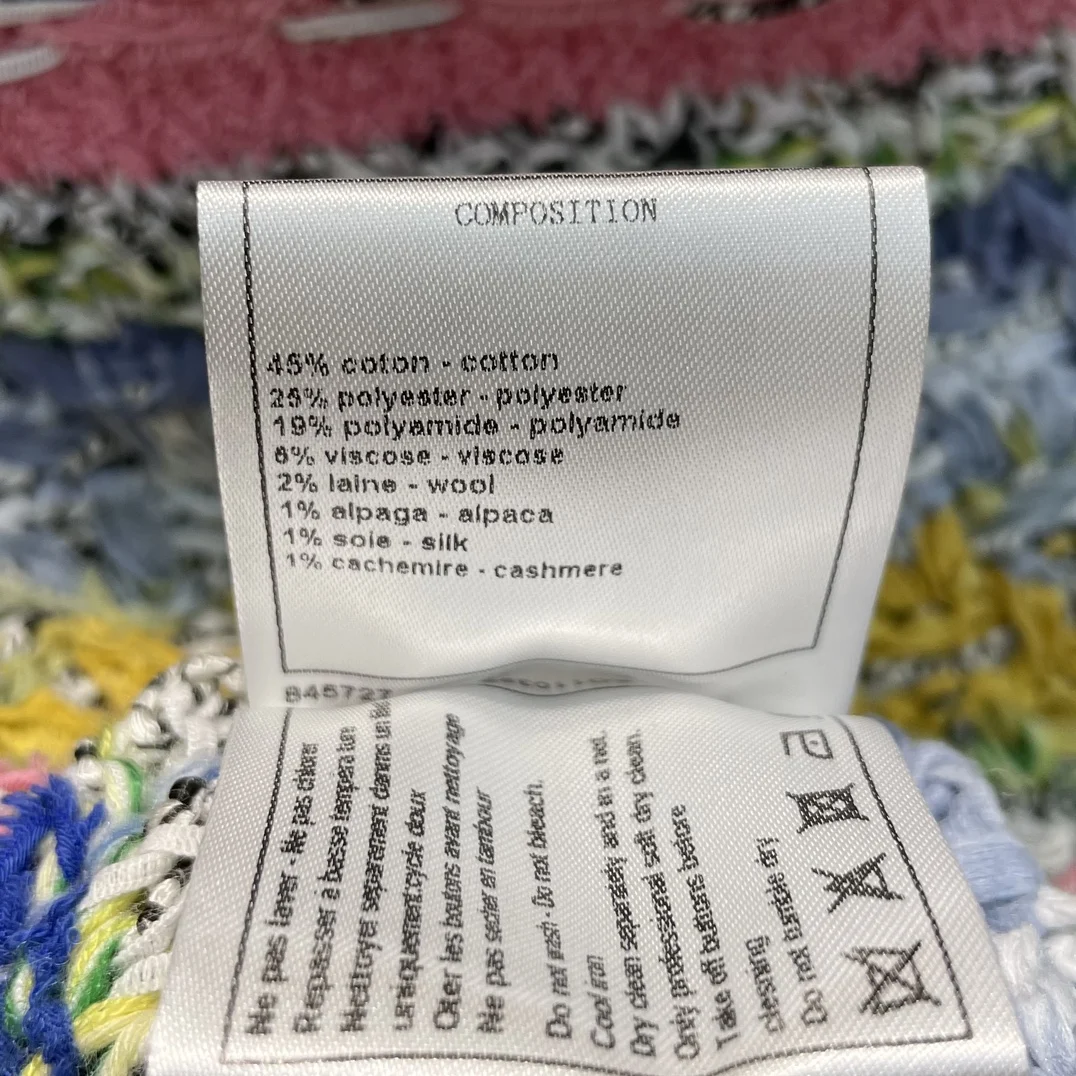 COMPOSITION
45% coton - cotton
25% polyester - polyester
19% polyamide - polyamide
6% viscose - viscose
2% laine - wool
1% alpaga - alpaca
1% soie - silk
1% cachemire - cashmere
845727
Ne pas laver - Ne pas chlorer
Repasser à basse température
Nettoyer séparément dans un
uniquement cycle doux
Oter les boutons avant nettoyage
Ne pas sécher en tambour
Do not wash - Do not bleach.
Cool iron
Dry clean separately and in a net.
Only professional soft dry clean.
Take off buttons before
cleaning
Do not tumble dry